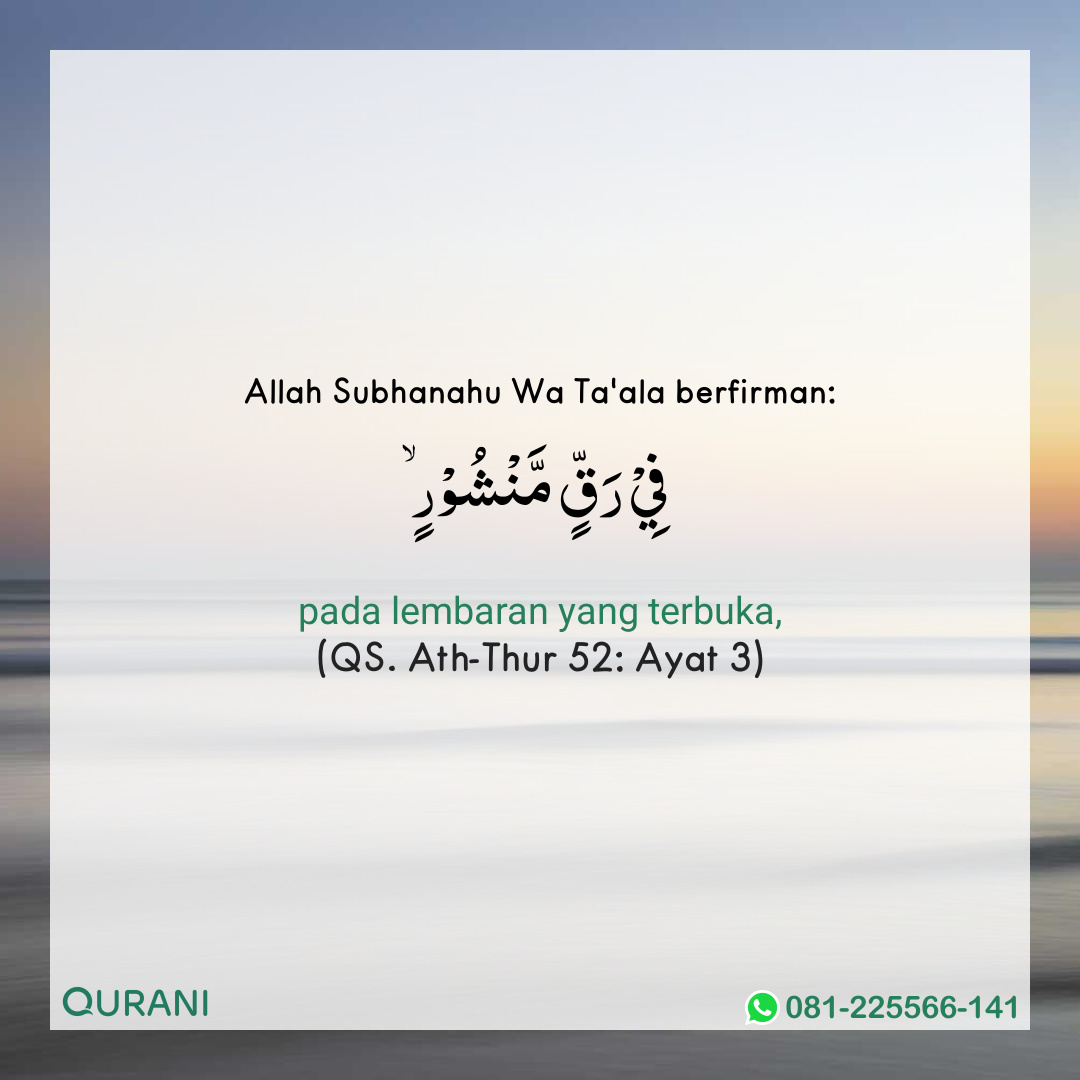 Allah Subhanahu Wa Ta'ala berfirman:
فِيْ رَقٍّ مَّنْشُوْرٍۙ
pada lembaran yang terbuka,
(QS. Ath-Thur 52: Ayat 3)
QURANI
081-225566-141